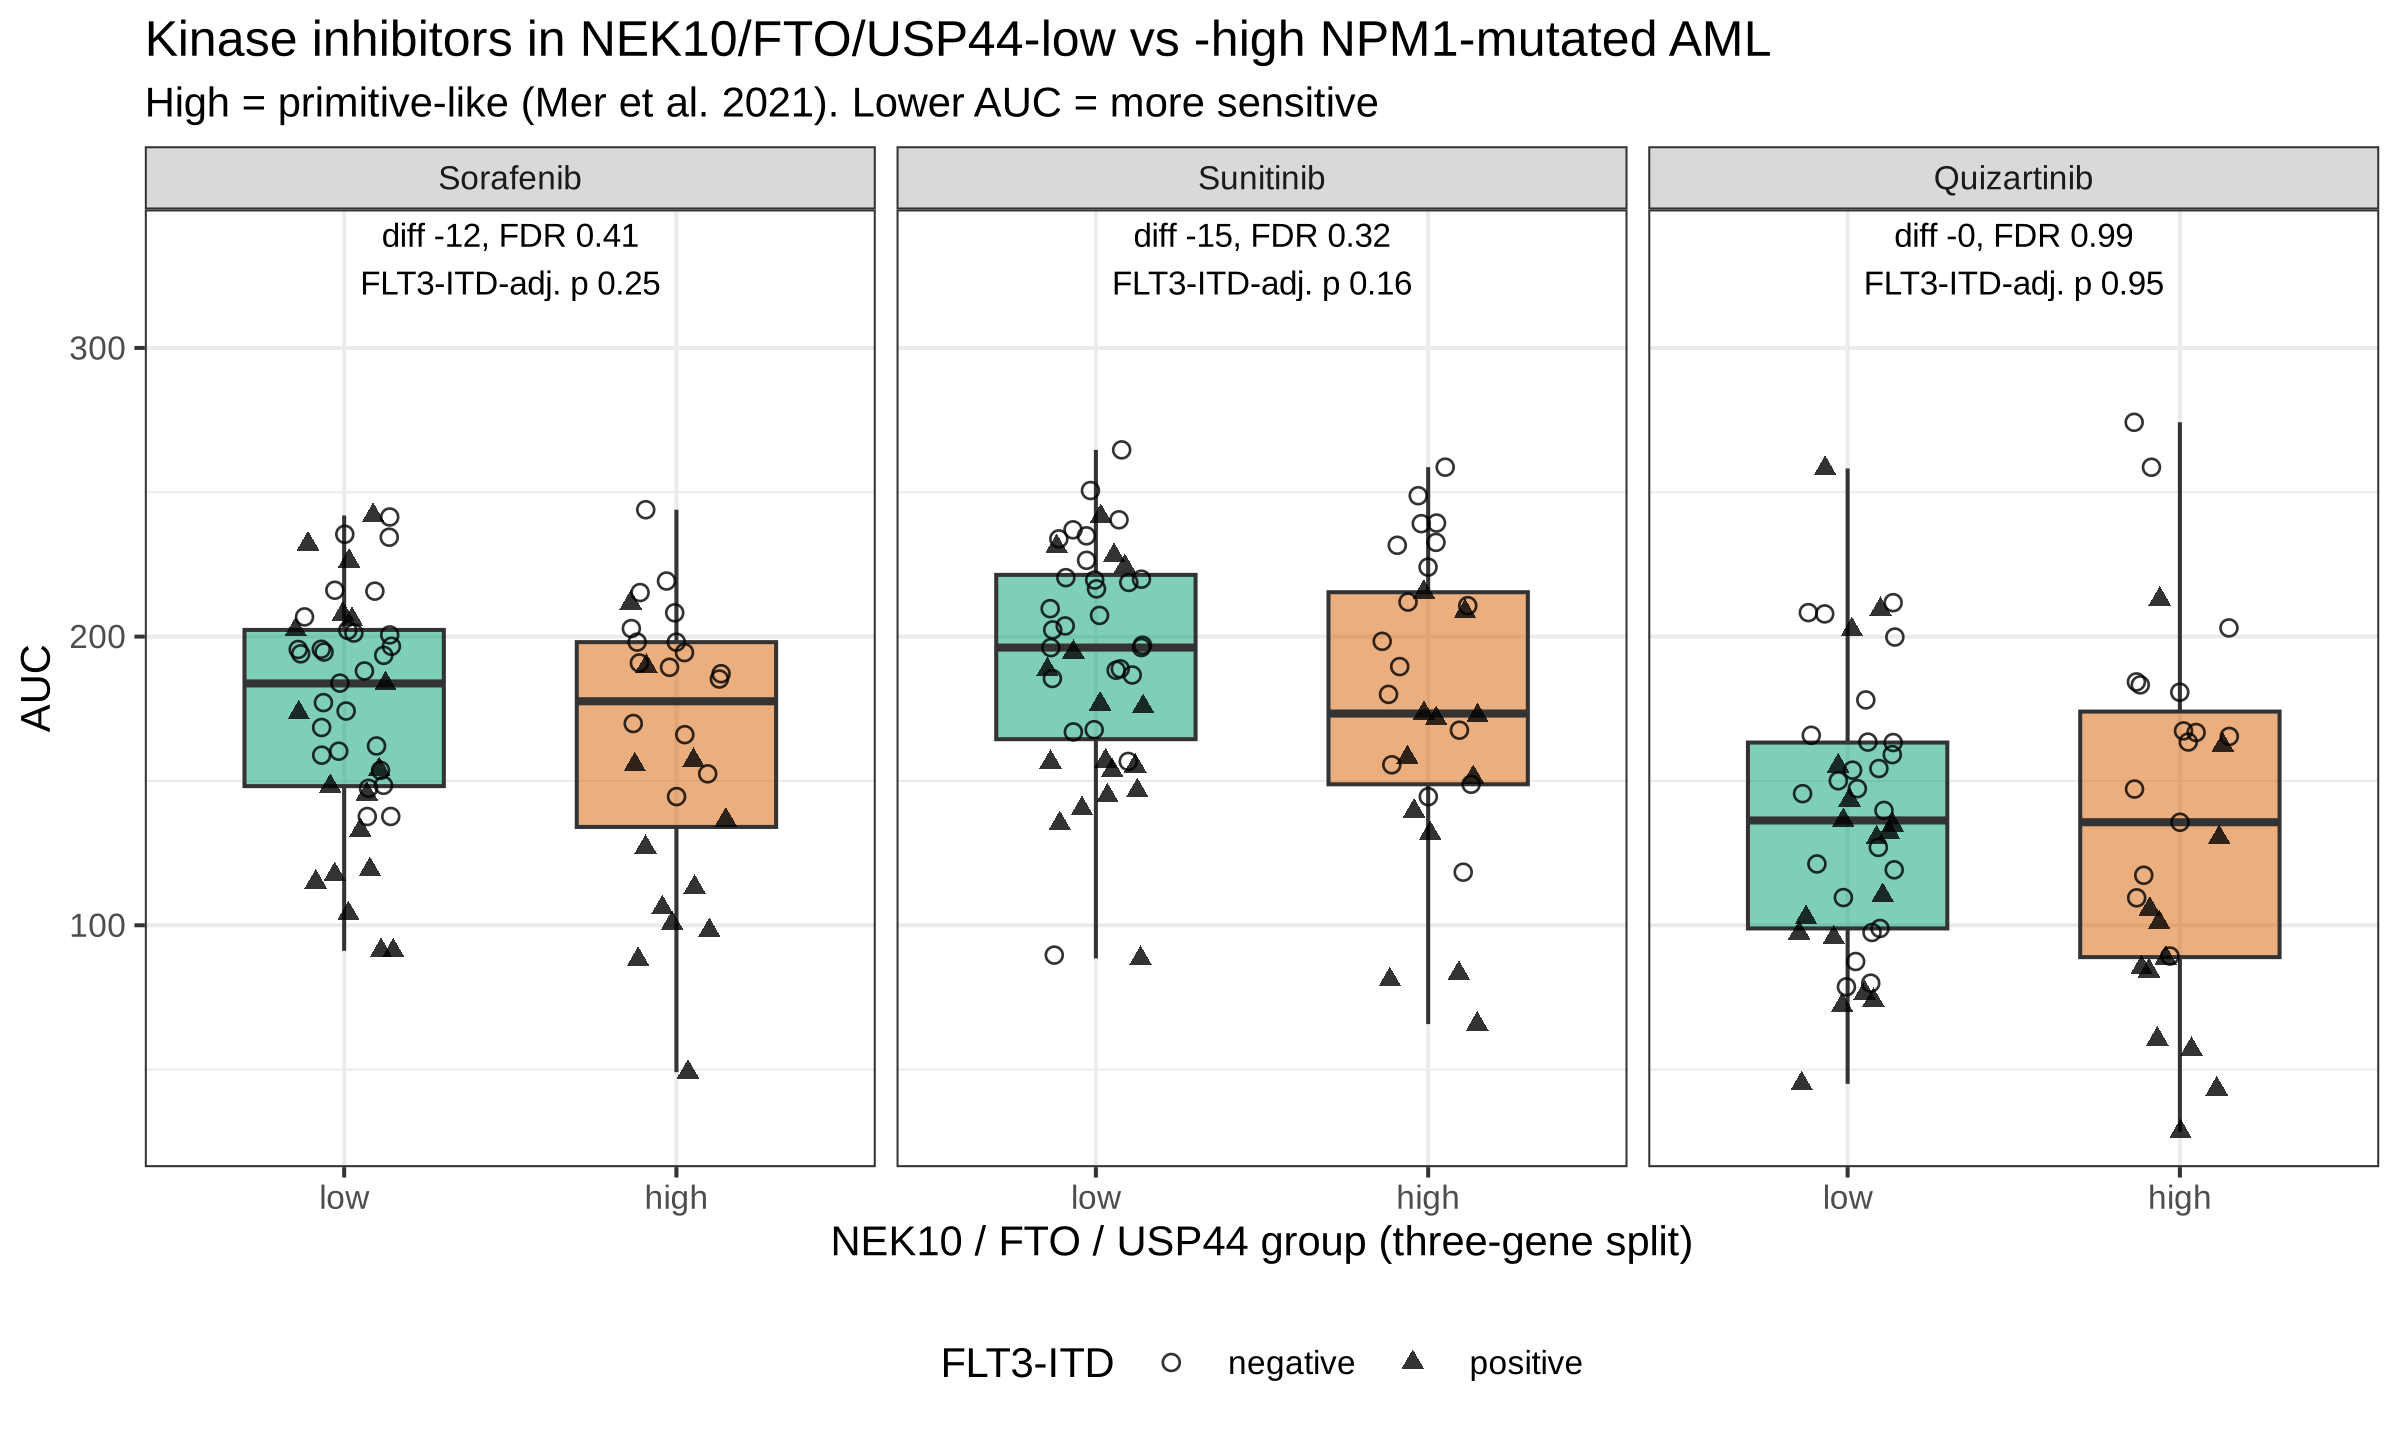 Kinase inhibitors in NEK10/FTO/USP44-low vs -high NPM1-mutated AML
High = primitive-like (Mer et al. 2021). Lower AUC = more sensitive
Sorafenib
Sunitinib
Quizartinib
diff -12, FDR 0.41
FLT3-ITD-adj. p 0.25
diff -15, FDR 0.32
FLT3-ITD-adj. p 0.16
diff -0, FDR 0.99
FLT3-ITD-adj. p 0.95
AUC
300
200
100
low
high
low
high
low
high
NEK10 / FTO / USP44 group (three-gene split)
FLT3-ITD negative positive